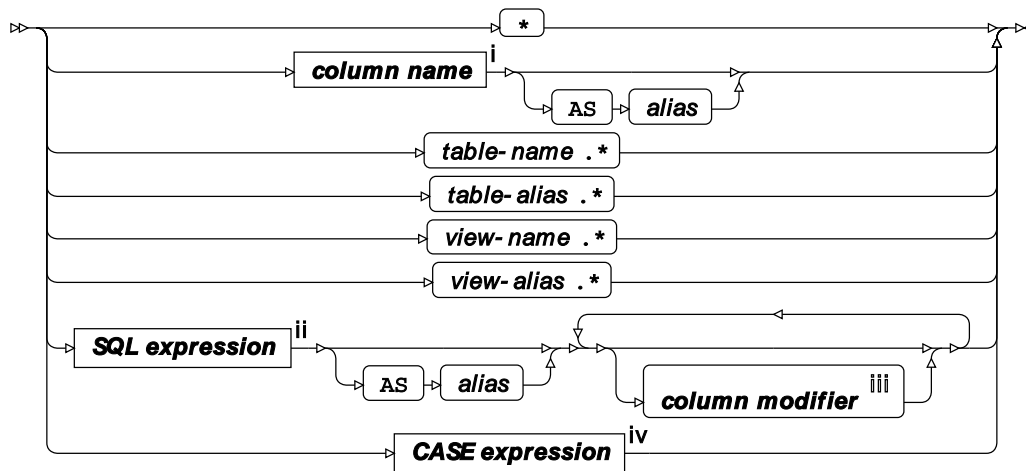 *
column name i
AS alias
table-name .*
table-alias .*
view-name .*
view-alias .*
SQL expression ii
AS alias
column modifier iii
CASE expression iv